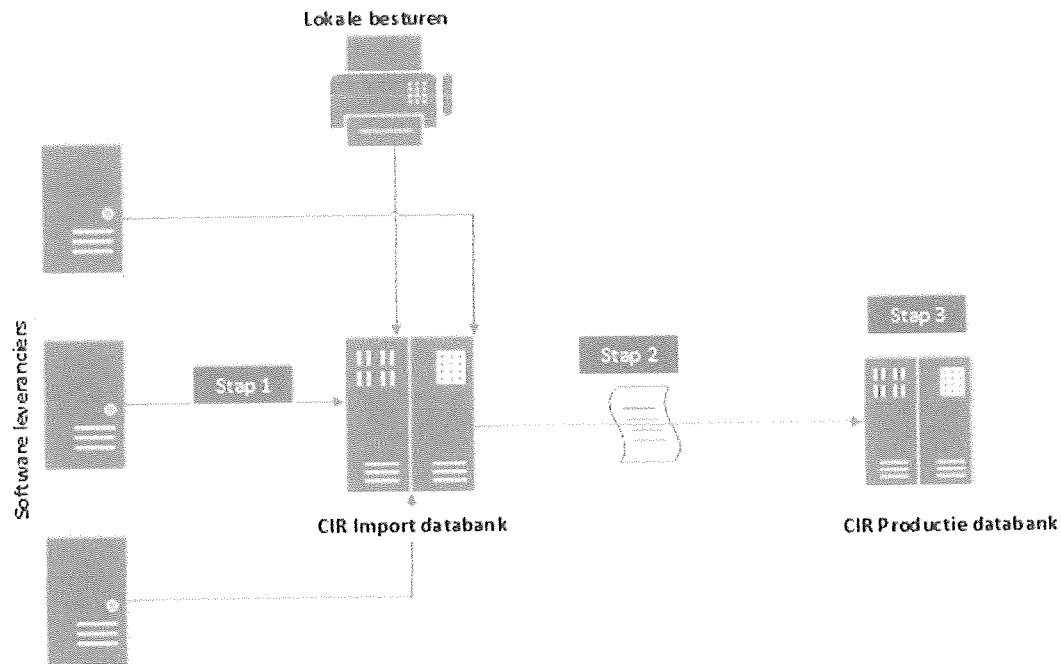 Lokale besturen
Software leveranciers
Stap 1
Stap 2
Stap 3
CIR Import databank
CIR Productie databank